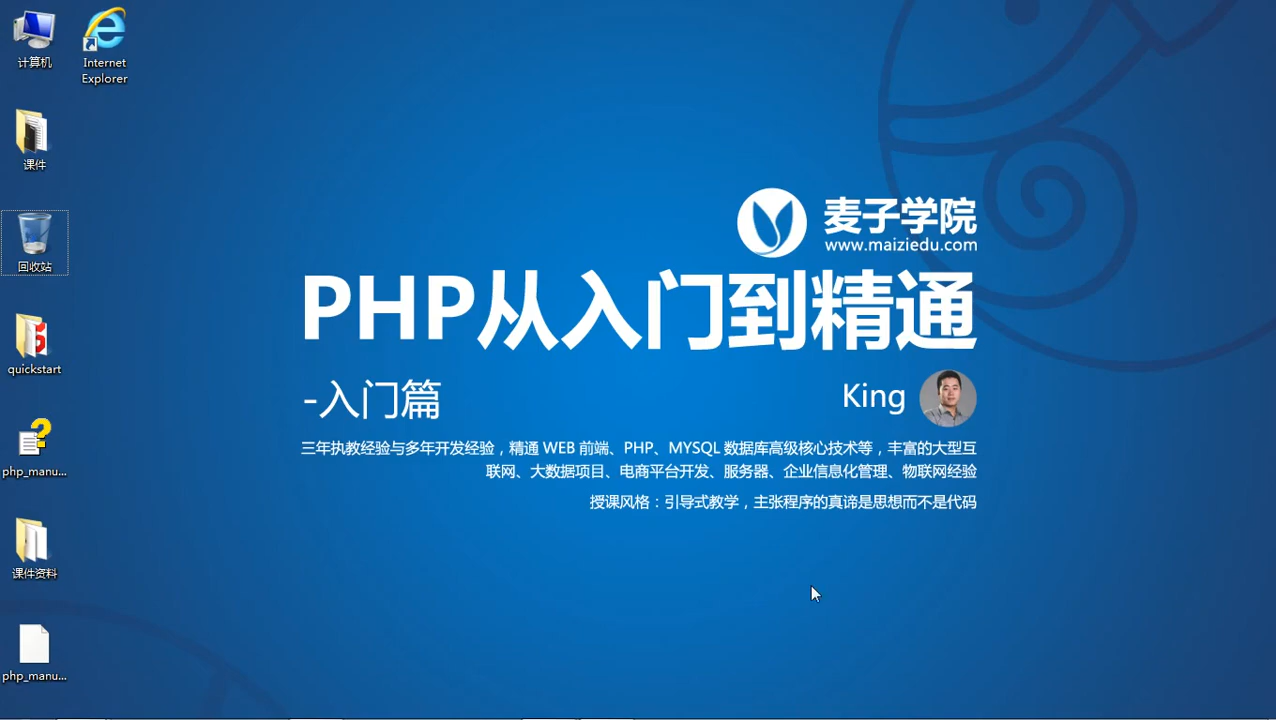 计算机
Internet
Explorer
课件
回收站
quickstart
php_manu...
课件资料
php_manu...
麦子学院
www.maiziedu.com
PHP从入门到精通
-入门篇
King
三年执教经验与多年开发经验，精通 WEB 前端、PHP、MYSQL 数据库高级核心技术等，丰富的大型互
联网、大数据项目、电商平台开发、服务器、企业信息化管理、物联网经验
授课风格：引导式教学，主张程序的真谛是思想而不是代码